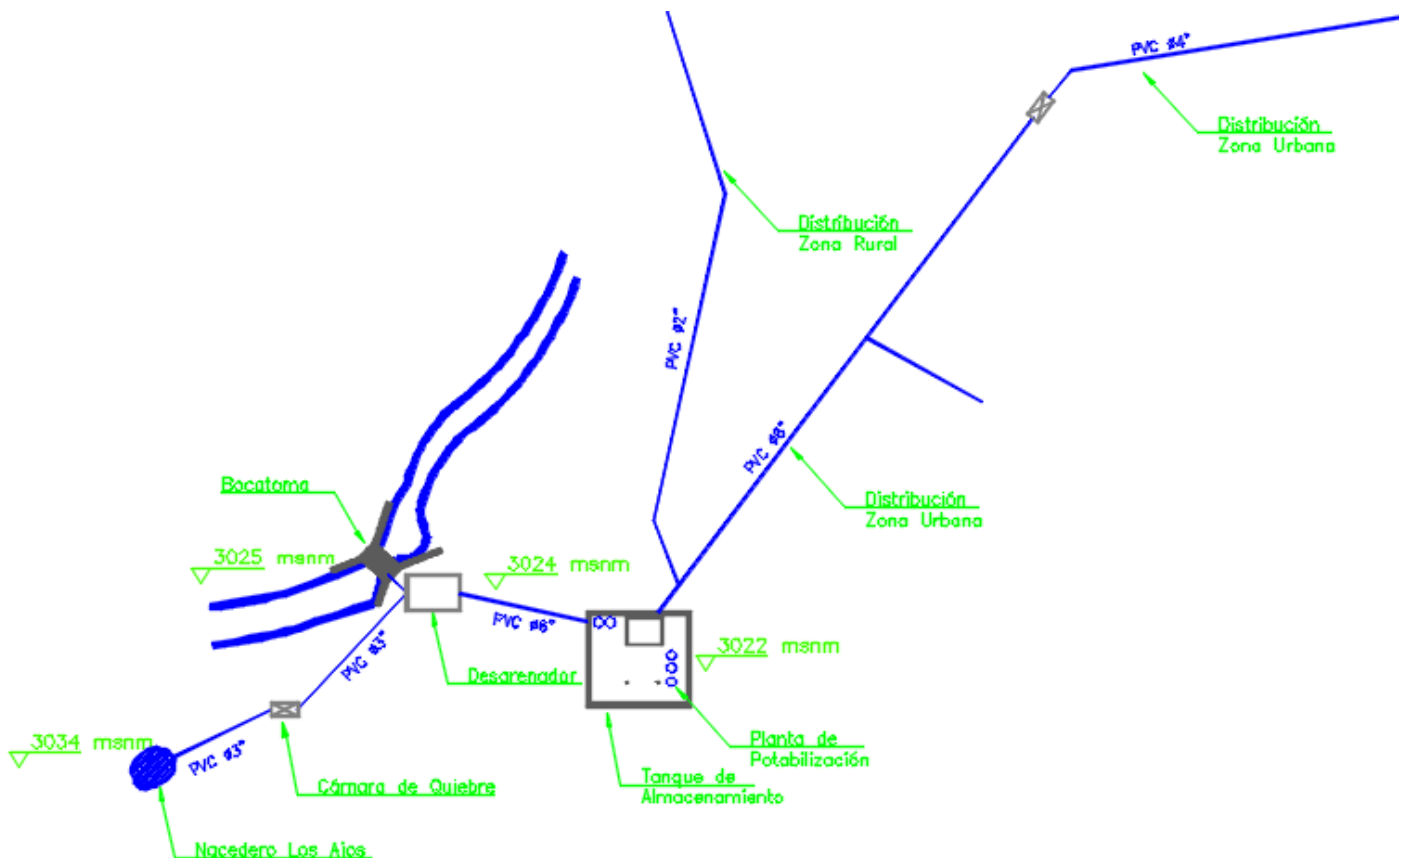 PVC ø4"
Distribución
Zona Urbana
Distribución
Zona Rural
PVC ø2"
PVC ø8"
Distribución
Zona Urbana
Bocatoma
3025 msnm
3024 msnm
PVC ø6"
3022 msnm
PVC ø3"
Desarenador
3034 msnm
PVC ø3"
Planta de
Potabilización
Cámara de Quiebre
Tanque de
Almacenamiento
Nacedero Los Ajos